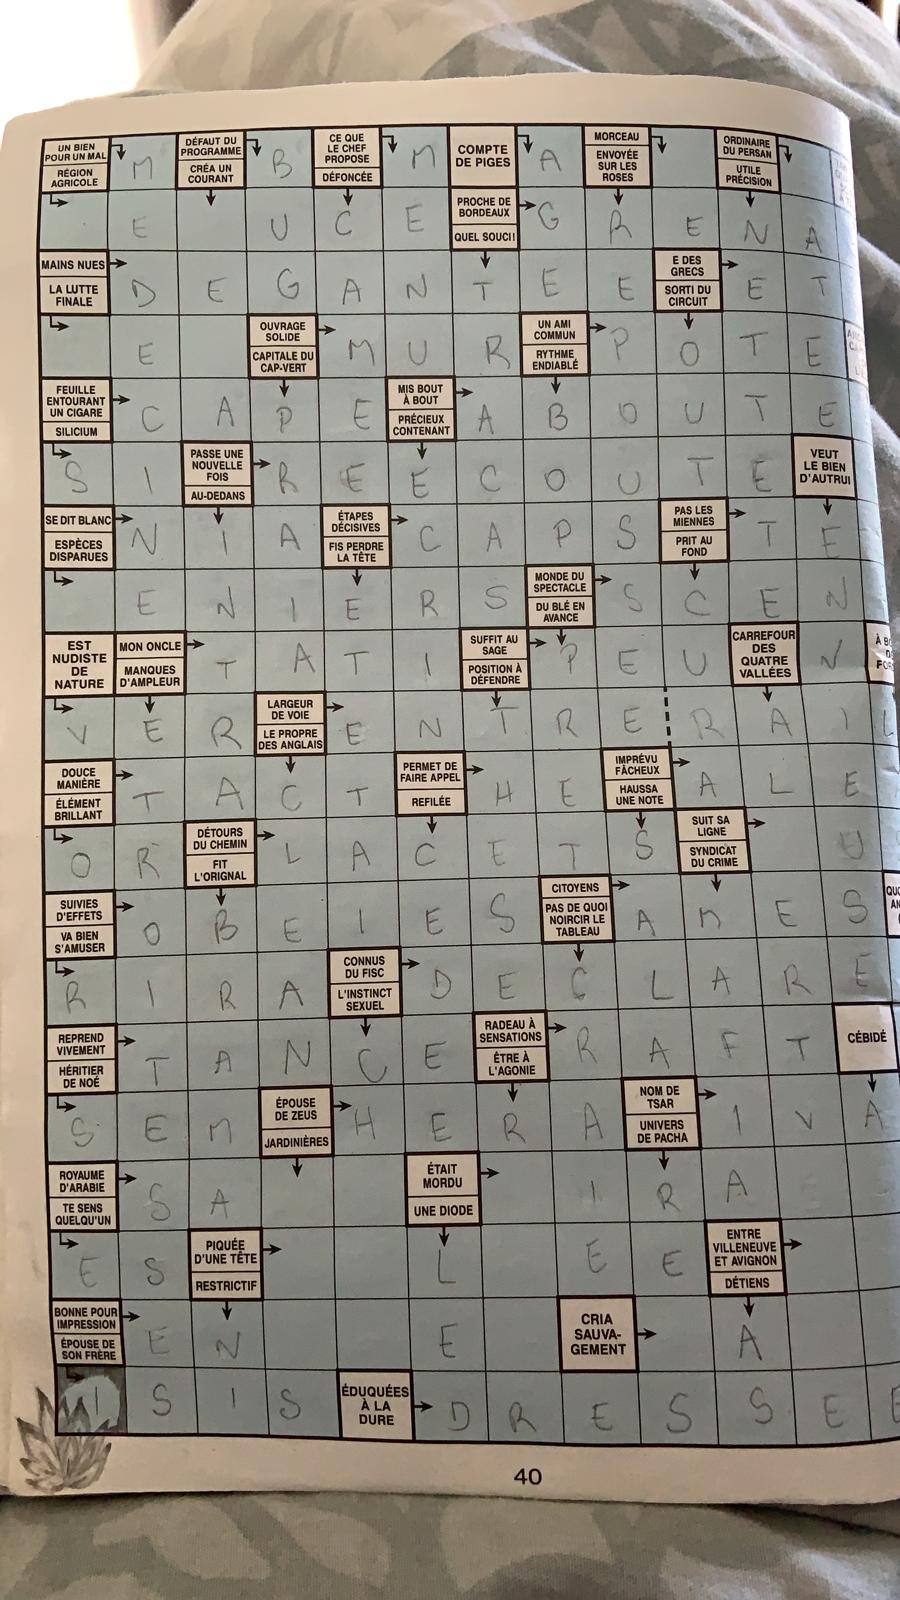 UN BIEN POUR UN MAL
RÉGION AGRICOLE
M
DÉFAUT DU PROGRAMME
CRÉA UN COURANT
B
CE QUE LE CHEF PROPOSE
DÉFONCÉE
M
COMPTE DE PIGES
A
MORCEAU
ENVOYÉE SUR LES ROSES
ORDINAIRE DU PERSAN
UTILE PRÉCISION
E U C E
PROCHE DE BORDEAUX
QUEL SOUCI!
G R E N A
MAINS NUES
LA LUTTE FINALE
D E G A N T E E
E DES GRECS
SORTI DU CIRCUIT
E T
E
OUVRAGE SOLIDE
CAPITALE DU CAP-VERT
M U R
UN AMI COMMUN
RYTHME ENDIABLÉ
P O T E
FEUILLE ENTOURANT UN CIGARE
SILICIUM
C A P E
MIS BOUT À BOUT
PRÉCIEUX CONTENANT
A B O U T E
S I
PASSE UNE NOUVELLE FOIS
AU-DEDANS
R E E C O U T E
VEUT LE BIEN D'AUTRUI
SE DIT BLANC
ESPÈCES DISPARUES
N I A
ÉTAPES DÉCISIVES
FIS PERDRE LA TÊTE
C A P S
PAS LES MIENNES
PRIT AU FOND
T E
E N I E R S
MONDE DU SPECTACLE
DU BLÉ EN AVANCE
S C E N
EST NUDISTE DE NATURE
MON ONCLE
MANQUES D'AMPLEUR
T A T I
SUFFIT AU SAGE
POSITION À DÉFENDRE
P E U
CARREFOUR DES QUATRE VALLÉES
N
V E R
LARGEUR DE VOIE
LE PROPRE DES ANGLAIS
E N T R E R A I L
DOUCE MANIÈRE
ÉLÉMENT BRILLANT
T A C T
PERMET DE FAIRE APPEL
REFILÉE
H E
IMPRÉVU FÂCHEUX
HAUSSA UNE NOTE
A L E
O R
DÉTOURS DU CHEMIN
FIT L'ORIGNAL
L A C E T S
SUIT SA LIGNE
SYNDICAT DU CRIME
U
SUIVIES D'EFFETS
VA BIEN S'AMUSER
O B E I E S
CITOYENS
PAS DE QUOI NOIRCIR LE TABLEAU
A M E S
R I R A
CONNUS DU FISC
L'INSTINCT SEXUEL
D E C L A R E
REPREND VIVEMENT
HÉRITIER DE NOÉ
T A N C E
RADEAU À SENSATIONS
ÊTRE À L'AGONIE
R A F T
CÉBIDÉ
S E M
ÉPOUSE DE ZEUS
JARDINIÈRES
H E R A
NOM DE TSAR
UNIVERS DE PACHA
I V A
ROYAUME D'ARABIE
TE SENS QUELQU'UN
S A
ÉTAIT MORDU
UNE DIODE
I R A
E S
PIQUÉE D'UNE TÊTE
RESTRICTIF
L E E
ENTRE VILLENEUVE ET AVIGNON
DÉTIENS
BONNE POUR IMPRESSION
ÉPOUSE DE SON FRÈRE
E N E
CRIA SAUVA-GEMENT
A
I S I S
ÉDUQUÉES À LA DURE
D R E S S E E
40